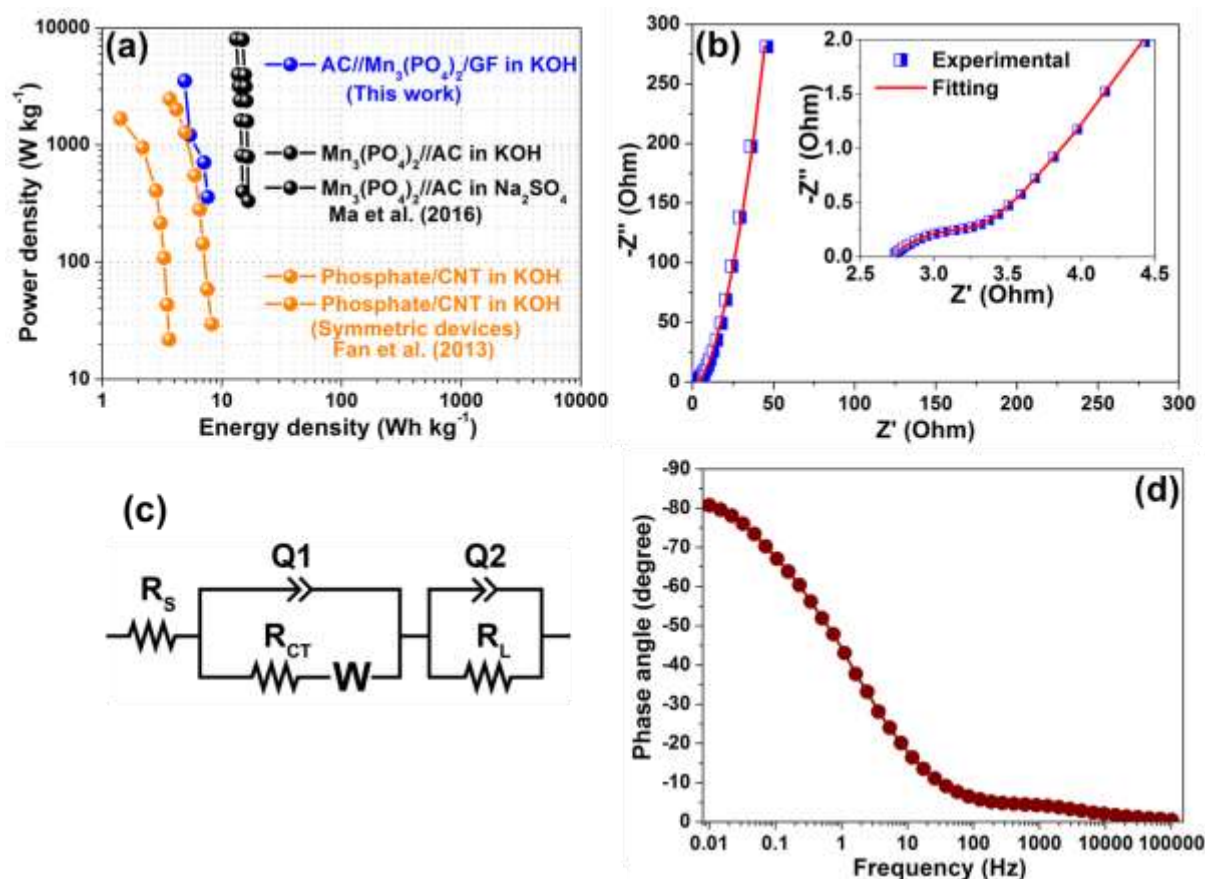 (a)
Power density (W kg⁻¹)
10000
1000
100
10
AC//Mn₃(PO₄)₂/GF in KOH
(This work)
Mn₃(PO₄)₂//AC in KOH
Mn₃(PO₄)₂//AC in Na₂SO₄
Ma et al. (2016)
Phosphate/CNT in KOH
Phosphate/CNT in KOH
(Symmetric devices)
Fan et al. (2013)
1 10 100 1000 10000
Energy density (Wh kg⁻¹)
(b)
-Z'' (Ohm)
-300
-250
-200
-150
-100
-50
0
0 50 100 150 200 250 300
Z' (Ohm)
-Z'' (Ohm)
2.0
1.5
1.0
0.5
0.0
Experimental
Fitting
2.5 3.0 3.5 4.0 4.5
Z' (Ohm)
(c)
Q1 Q2
R_S
R_CT W R_L
(d)
Phase angle (degree)
-90
-80
-70
-60
-50
-40
-30
-20
-10
0
0.01 0.1 1 10 100 1000 10000 100000
Frequency (Hz)